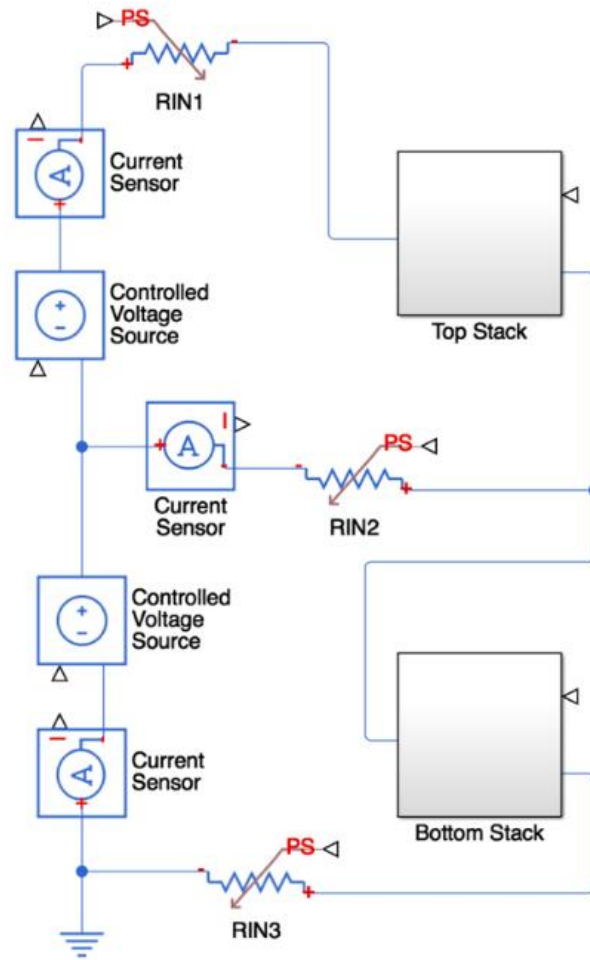 PS
RIN1
Current
Sensor
A
Top Stack
Controlled
Voltage
Source
A
Current
Sensor
PS
RIN2
Controlled
Voltage
Source
A
Current
Sensor
Bottom Stack
PS
RIN3